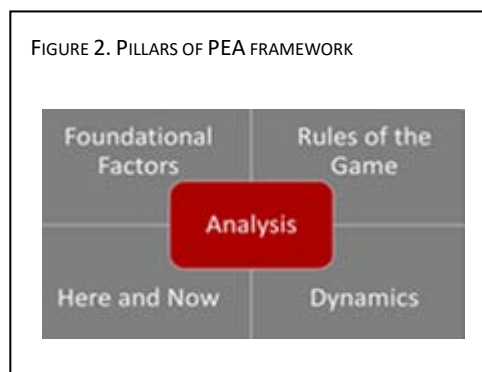 FIGURE 2. PILLARS OF PEA FRAMEWORK
Foundational
Factors
Rules of the
Game
Analysis
Here and Now
Dynamics